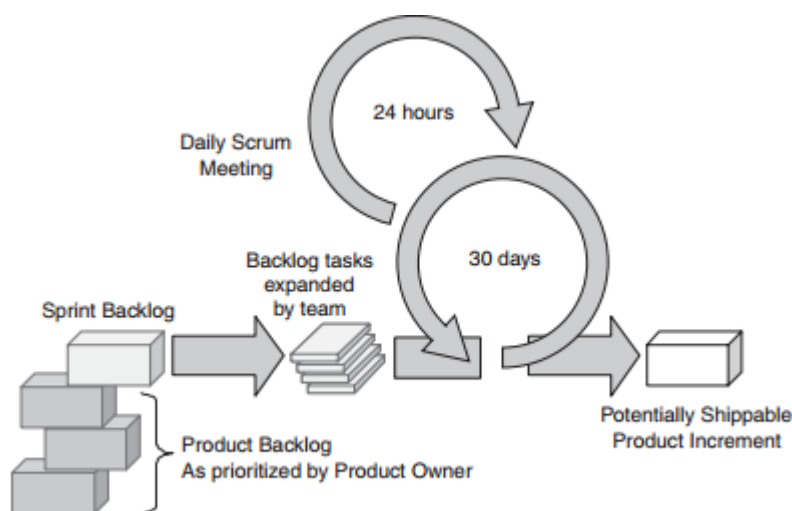 24 hours
Daily Scrum
Meeting
30 days
Backlog tasks
expanded
by team
Sprint Backlog
Potentially Shippable
Product Increment
Product Backlog
As prioritized by Product Owner